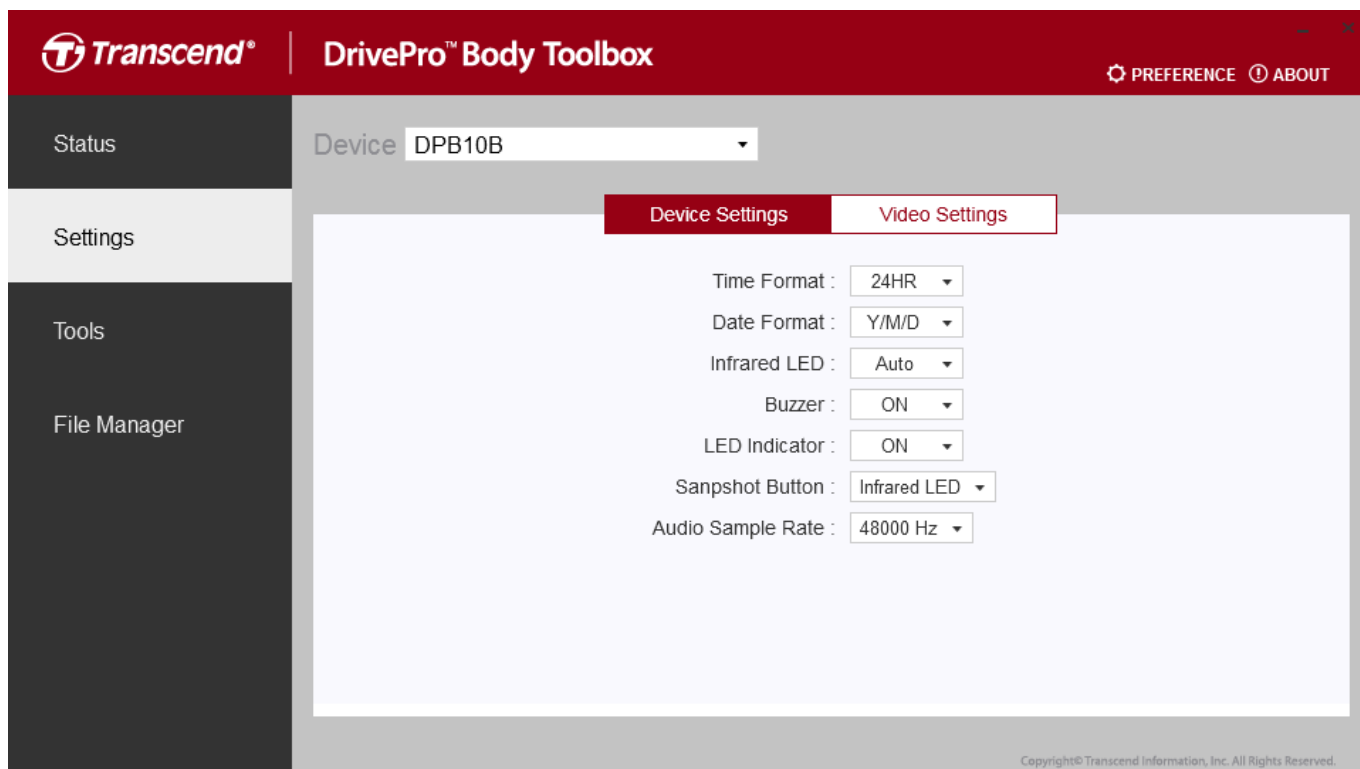 Transcend®
DrivePro™ Body Toolbox
PREFERENCE ABOUT
Status
Device DPB10B
Device Settings Video Settings
Settings
Time Format : 24HR
Date Format : Y/M/D
Tools
Infrared LED : Auto
Buzzer : ON
File Manager
LED Indicator : ON
Sanpshot Button : Infrared LED
Audio Sample Rate : 48000 Hz
Copyright© Transcend Information, Inc. All Rights Reserved.